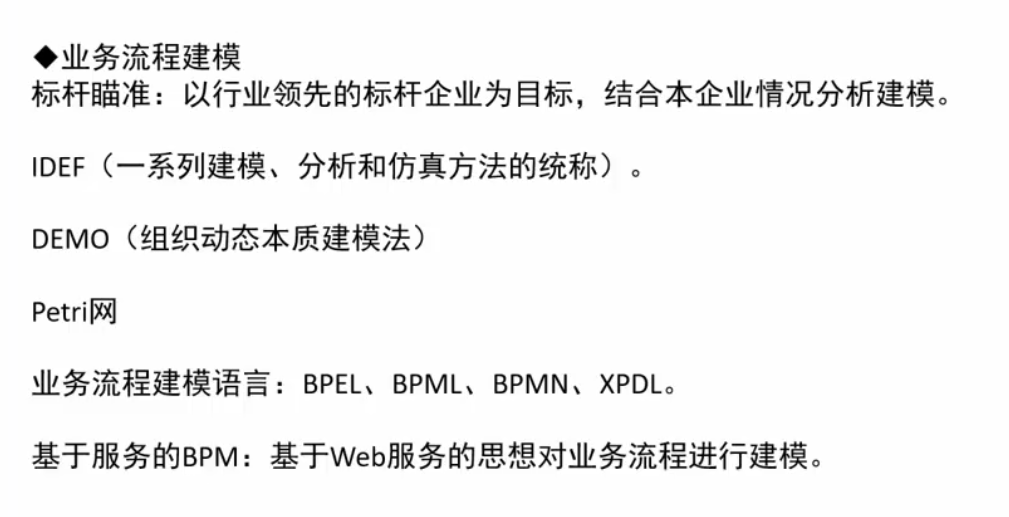 ◆业务流程建模
标杆瞄准：以行业领先的标杆企业为目标，结合本企业情况分析建模。
IDEF（一系列建模、分析和仿真方法的统称）。
DEMO（组织动态本质建模法）
Petri网
业务流程建模语言：BPEL、BPML、BPMN、XPDL。
基于服务的BPM：基于Web服务的思想对业务流程进行建模。